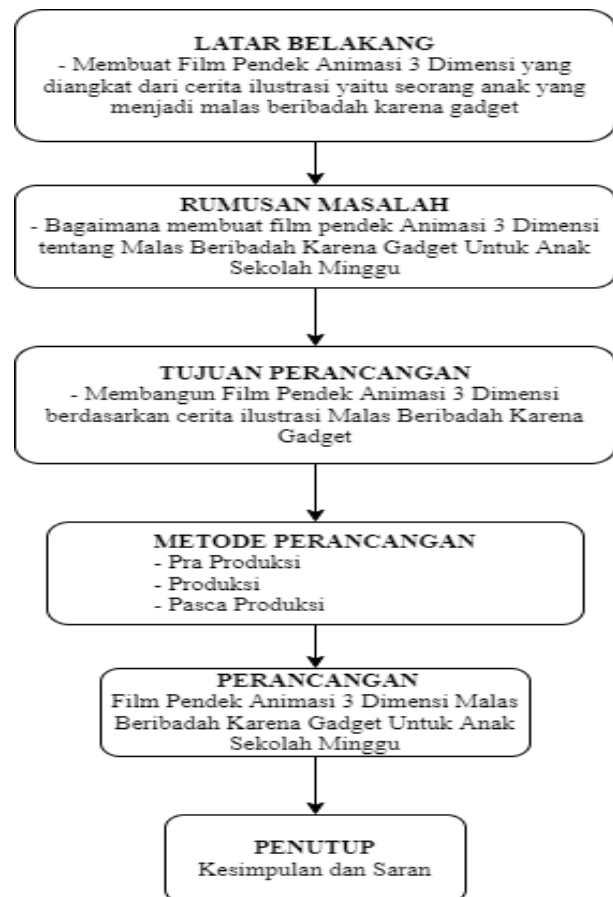 LATAR BELAKANG
- Membuat Film Pendek Animasi 3 Dimensi yang
diangkat dari cerita ilustrasi yaitu seorang anak yang
menjadi malas beribadah karena gadget
RUMUSAN MASALAH
- Bagaimana membuat film pendek Animasi 3 Dimensi
tentang Malas Beribadah Karena Gadget Untuk Anak
Sekolah Minggu
TUJUAN PERANCANGAN
- Membangun Film Pendek Animasi 3 Dimensi
berdasarkan cerita ilustrasi Malas Beribadah Karena
Gadget
METODE PERANCANGAN
- Pra Produksi
- Produksi
- Pasca Produksi
PERANCANGAN
Film Pendek Animasi 3 Dimensi Malas
Beribadah Karena Gadget Untuk Anak
Sekolah Minggu
PENUTUP
Kesimpulan dan Saran